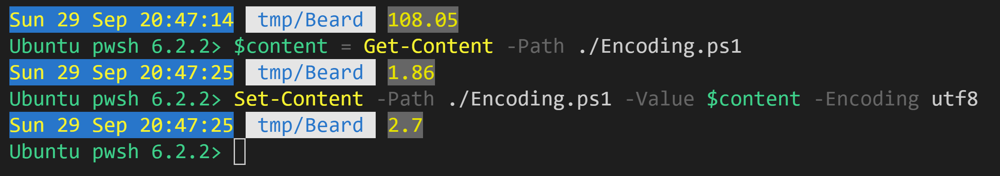 Sun 29 Sep 20:47:14 tmp/Beard 108.05
Ubuntu pwsh 6.2.2> $content = Get-Content -Path ./Encoding.ps1
Sun 29 Sep 20:47:25 tmp/Beard 1.86
Ubuntu pwsh 6.2.2> Set-Content -Path ./Encoding.ps1 -Value $content -Encoding utf8
Sun 29 Sep 20:47:25 tmp/Beard 2.7
Ubuntu pwsh 6.2.2>